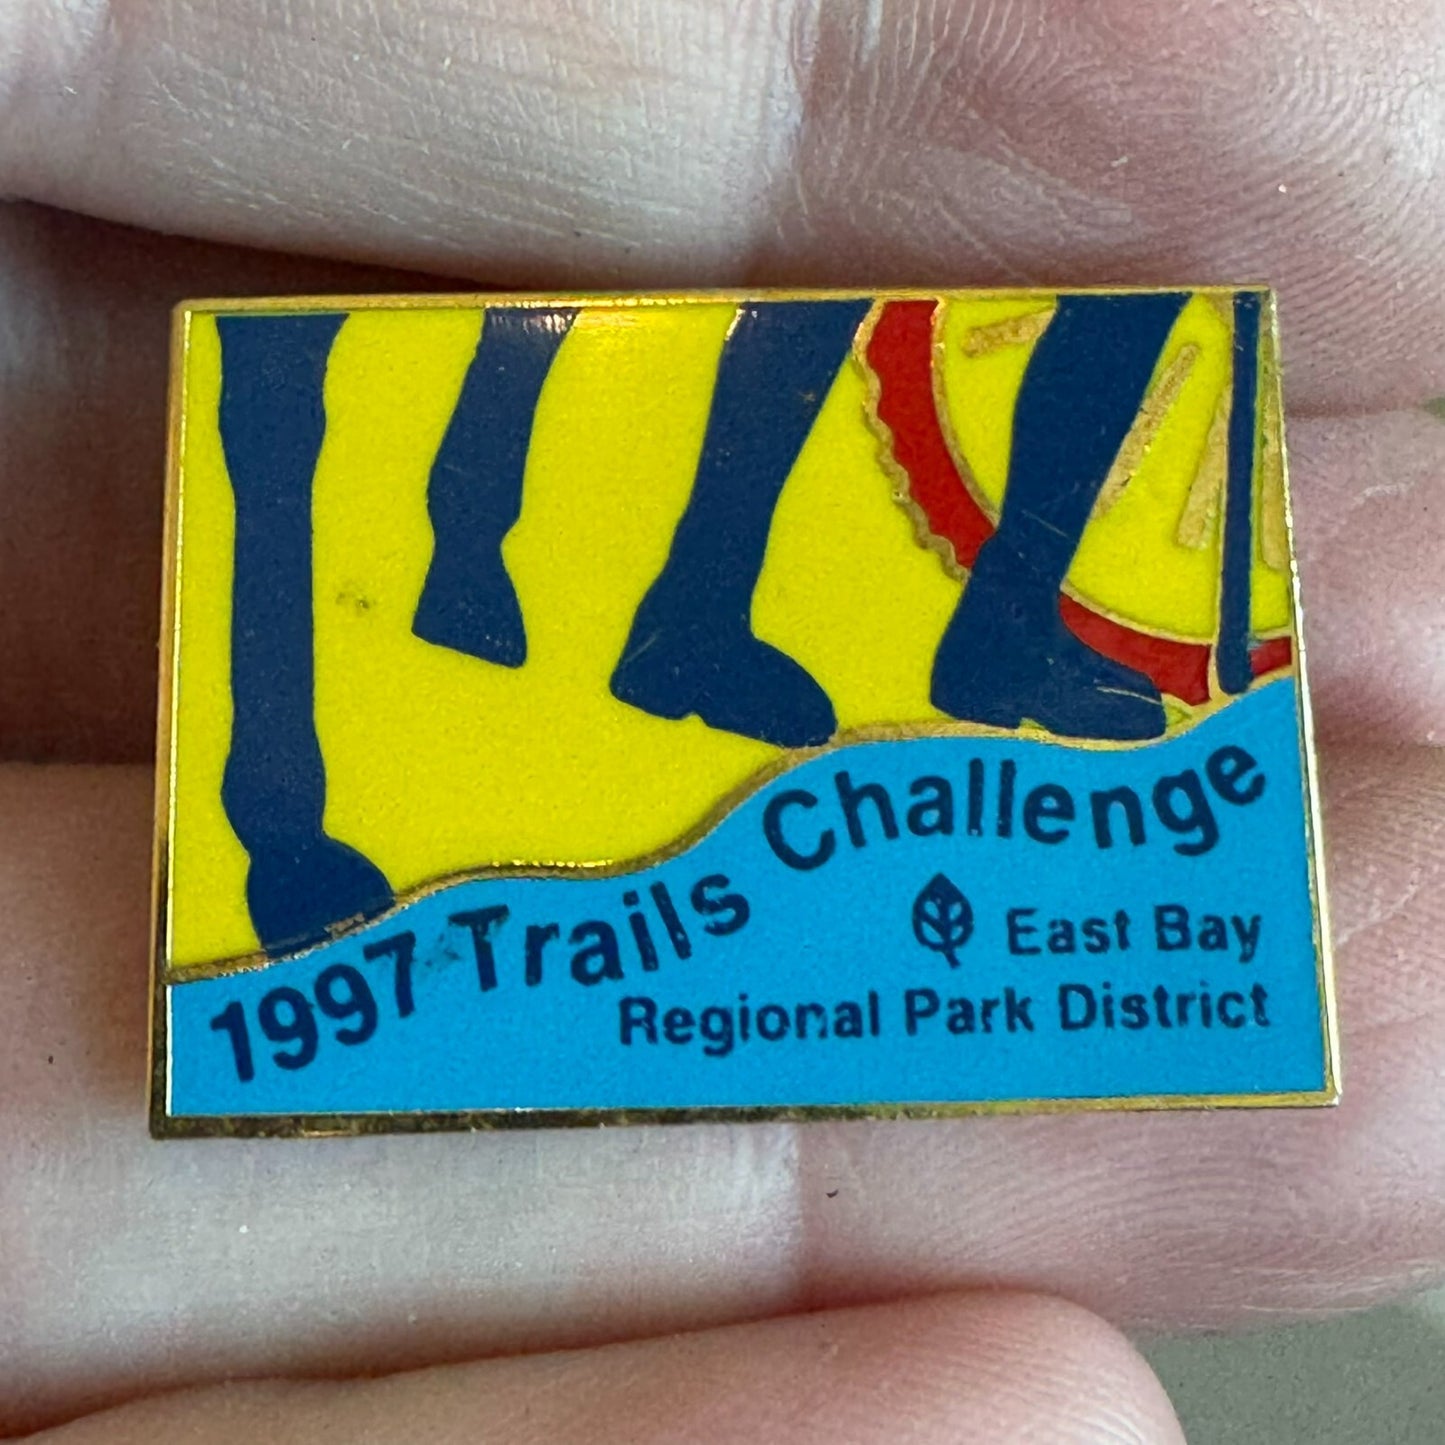 1997 Trails Challenge
East Bay
Regional Park District